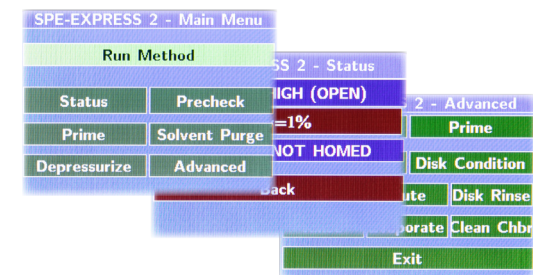 SPE-EXPRESS 2 - Main Menu
Run Method
Status Precheck
Prime Solvent Purge
Depressurize Advanced
SS 2 - Status
IGH (OPEN)
=1%
NOT HOMED
Back
2 - Advanced
Prime
Disk Condition
ute Disk Rinse
porate Clean Chbr
Exit